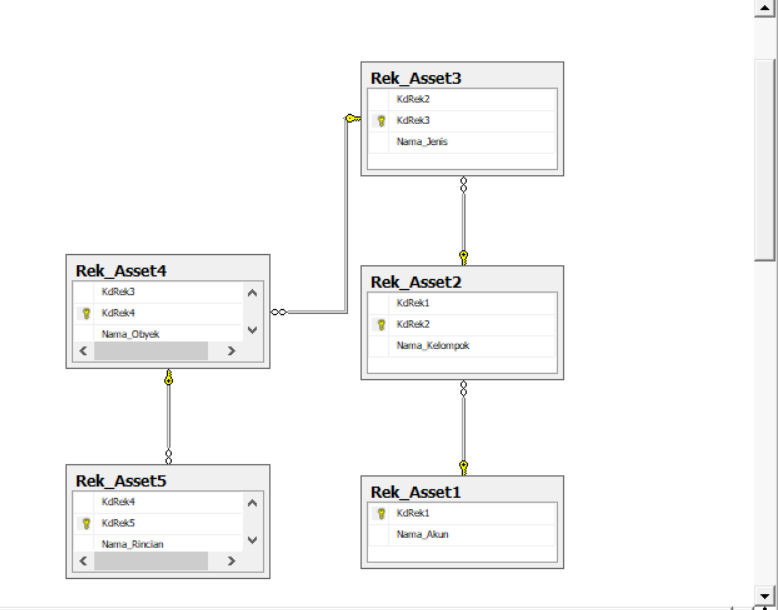 Rek_Asset3
KdRek2
KdRek3
Nama_Jenis
Rek_Asset4
KdRek3
KdRek4
Nama_Obyek
Rek_Asset2
KdRek1
KdRek2
Nama_Kelompok
Rek_Asset5
KdRek4
KdRek5
Nama_Rincian
Rek_Asset1
KdRek1
Nama_Akun